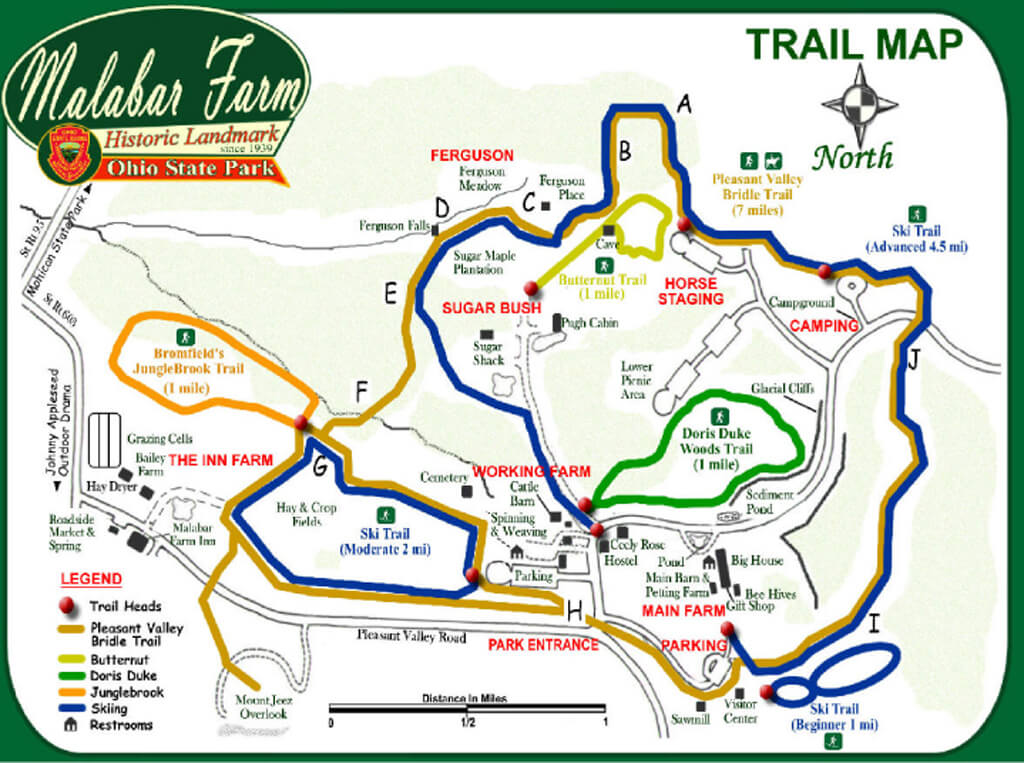 Malabar Farm
Historic Landmark
since 1939
Ohio State Park
TRAIL MAP
North
A
B
C
D
E
F
G
H
I
J
FERGUSON
Ferguson
Meadow
Ferguson
Place
Ferguson Falls
Pleasant Valley
Bridle Trail
(7 miles)
Ski Trail
(Advanced 4.5 mi)
St Rt 95
Mohican State Park
St Rt 603
Sugar Maple
Plantation
Cave
Butternut Trail
(1 mile)
HORSE
STAGING
Campground
CAMPING
SUGAR BUSH
Pugh Cabin
Sugar
Shack
Bromfield's
JungleBrook Trail
(1 mile)
Lower
Picnic
Area
Glacial Cliffs
Doris Duke
Woods Trail
(1 mile)
Johnny Appleseed
Outdoor Drama
Grazing Cells
Bailey
Farm
THE INN FARM
Hay Dryer
Cemetery
WORKING FARM
Cattle
Barn
Spinning
& Weaving
Sediment
Pond
Hay & Crop
Fields
Ski Trail
(Moderate 2 mi)
Roadside
Market &
Spring
Malabar
Farm Inn
Ceely Rose
Hostel
Pond
Big House
Parking
Main Barn &
Petting Farm
Bee Hives
Gift Shop
MAIN FARM
PARK ENTRANCE
PARKING
Pleasant Valley Road
LEGEND
Trail Heads
Pleasant Valley
Bridle Trail
Butternut
Doris Duke
Junglebrook
Skiing
Restrooms
Mount Jeez
Overlook
Distance In Miles
0
1/2
1
Sawmill
Visitor
Center
Ski Trail
(Beginner 1 mi)